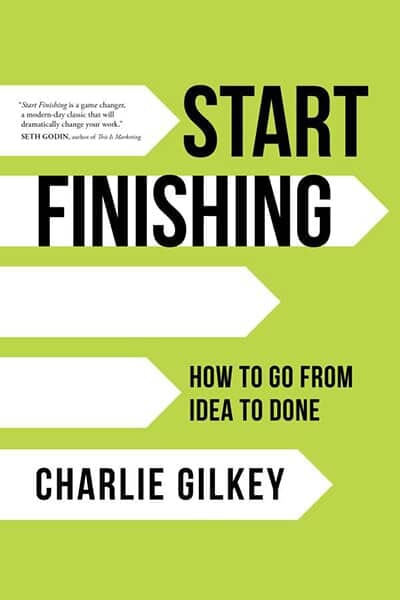 "Start Finishing is a game changer,
a modern-day classic that will
dramatically change your work."
SETH GODIN, author of This Is Marketing
START
FINISHING
HOW TO GO FROM
IDEA TO DONE
CHARLIE GILKEY